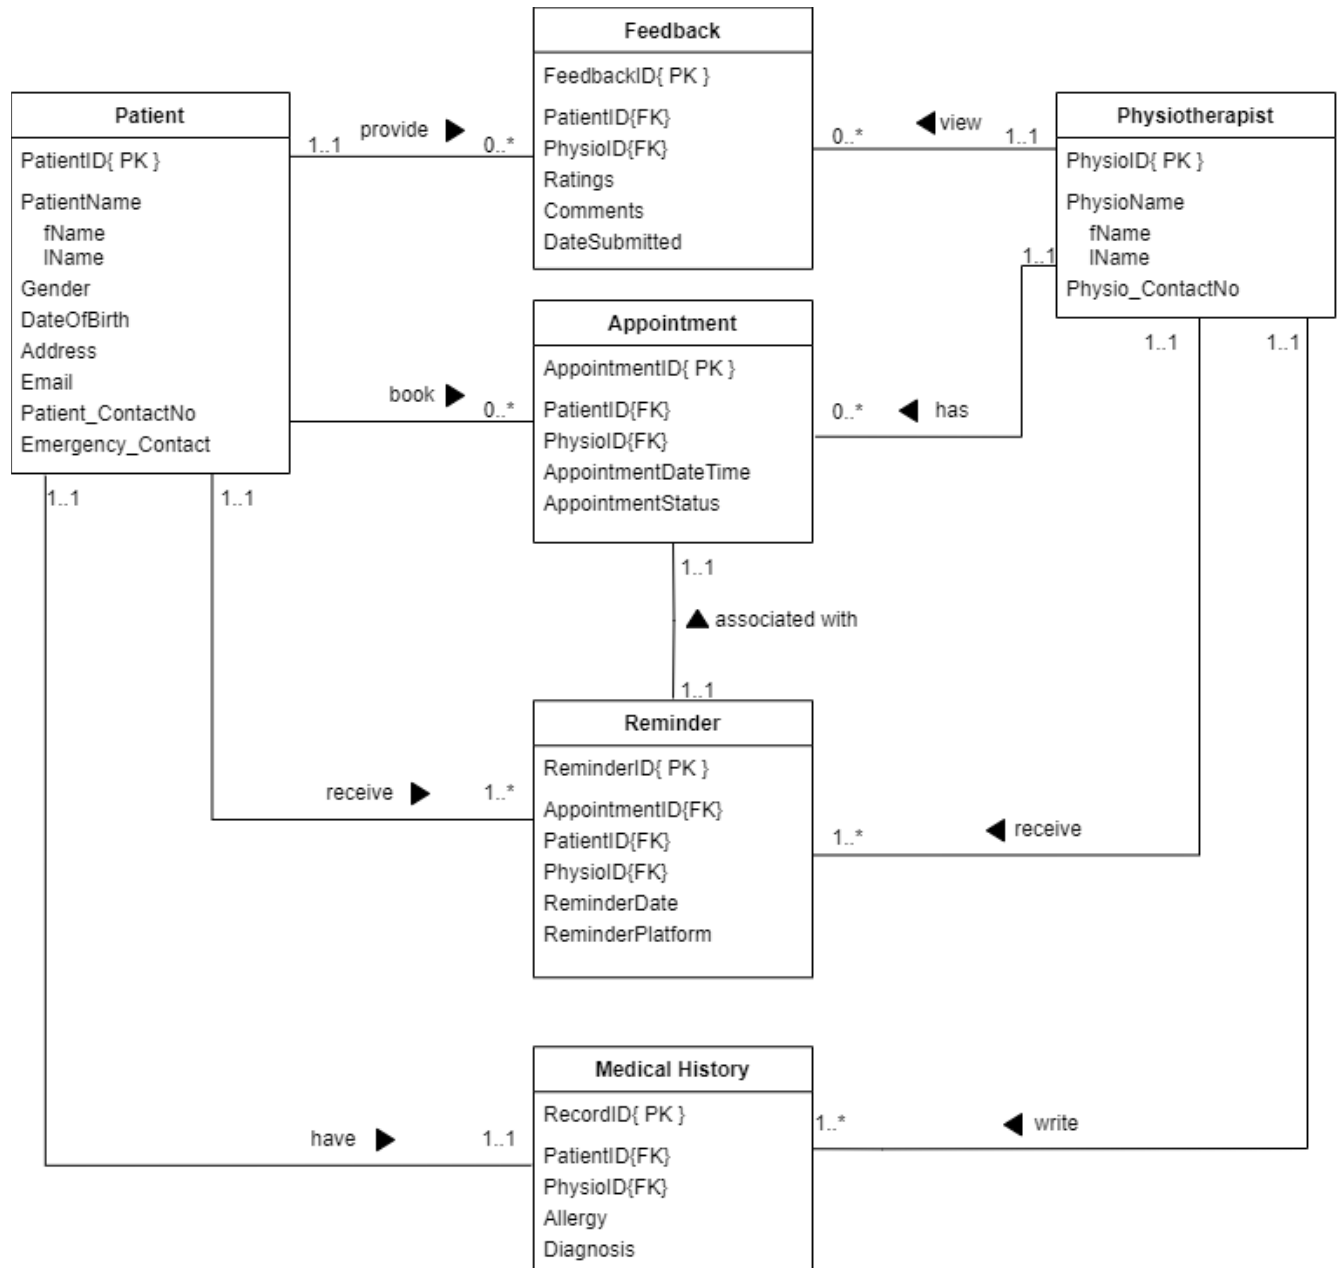 Feedback
FeedbackID{ PK }
PatientID{FK}
PhysioID{FK}
Ratings
Comments
DateSubmitted
Patient
PatientID{ PK }
PatientName
fName
lName
Gender
DateOfBirth
Address
Email
Patient_ContactNo
Emergency_Contact
1..1
provide
0..*
0..*
view
1..1
Physiotherapist
PhysioID{ PK }
PhysioName
fName
lName
Physio_ContactNo
1..1
Appointment
AppointmentID{ PK }
PatientID{FK}
PhysioID{FK}
AppointmentDateTime
AppointmentStatus
book
0..*
0..*
has
1..1
1..1
1..1
1..1
1..1
associated with
1..1
Reminder
ReminderID{ PK }
AppointmentID{FK}
PatientID{FK}
PhysioID{FK}
ReminderDate
ReminderPlatform
receive
1..*
1..*
receive
Medical History
RecordID{ PK }
PatientID{FK}
PhysioID{FK}
Allergy
Diagnosis
have
1..1
1..*
write